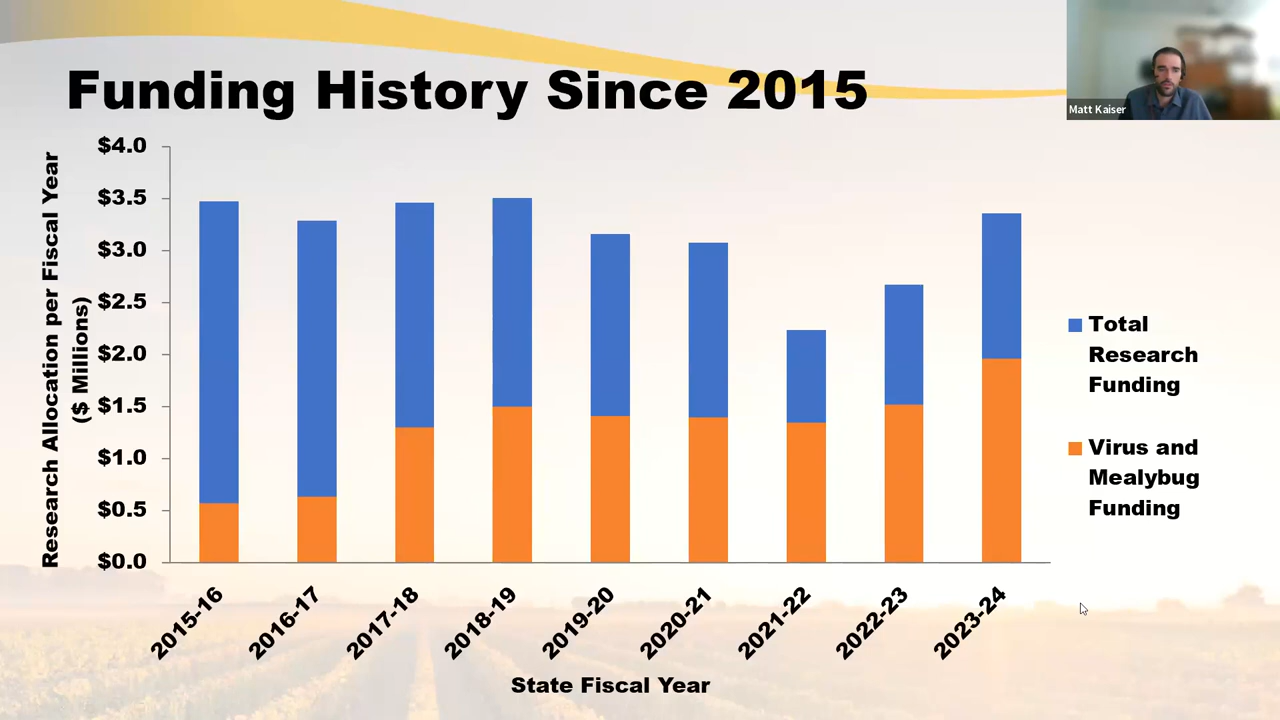 Funding History Since 2015
Matt Kaiser
Research Allocation per Fiscal Year
($ Millions)
$4.0
$3.5
$3.0
$2.5
$2.0
$1.5
$1.0
$0.5
$0.0
2015-16
2016-17
2017-18
2018-19
2019-20
2020-21
2021-22
2022-23
2023-24
State Fiscal Year
Total
Research
Funding
Virus and
Mealybug
Funding